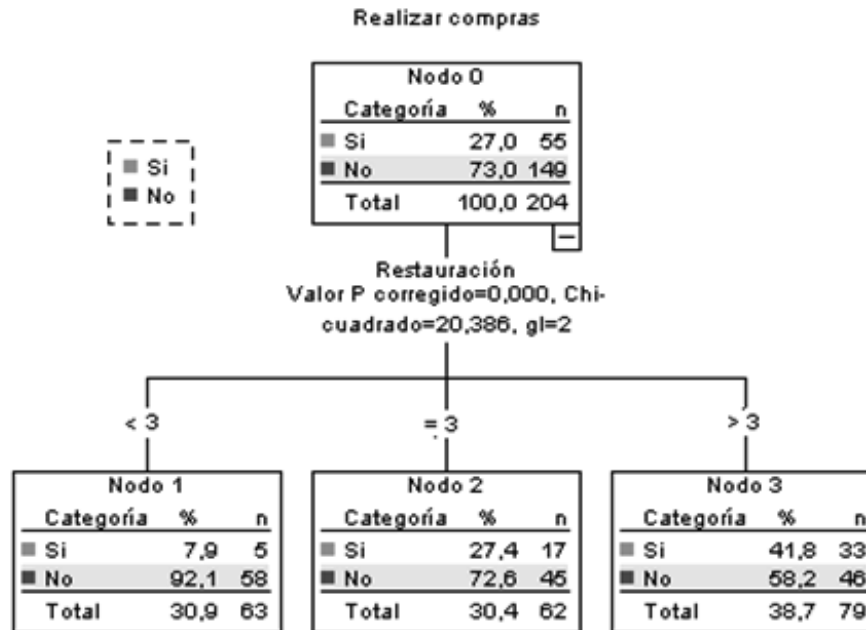 Realizar compras
Nodo 0
Categoría % n
Si 27,0 55
No 73,0 149
Total 100,0 204
Si
No
Restauración
Valor P corregido=0,000, Chi-
cuadrado=20,386, gl=2
< 3
= 3
> 3
Nodo 1
Categoría % n
Si 7,9 5
No 92,1 58
Total 30,9 63
Nodo 2
Categoría % n
Si 27,4 17
No 72,6 45
Total 30,4 62
Nodo 3
Categoría % n
Si 41,8 33
No 58,2 46
Total 38,7 79